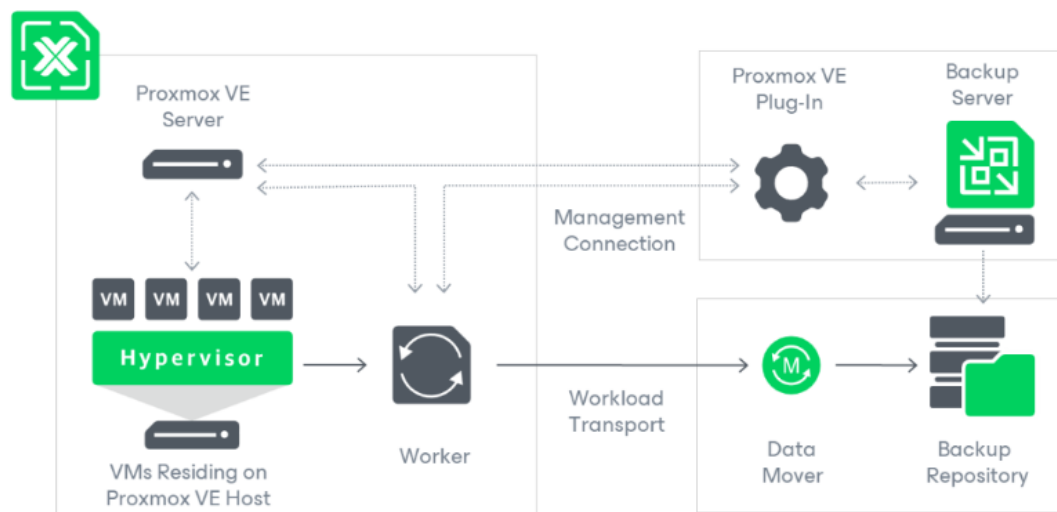 Proxmox VE
Server
Proxmox VE
Plug-In
Backup
Server
Management
Connection
VM
VM
VM
VM
Hypervisor
VMs Residing on
Proxmox VE Host
Worker
Workload
Transport
M
Data
Mover
Backup
Repository